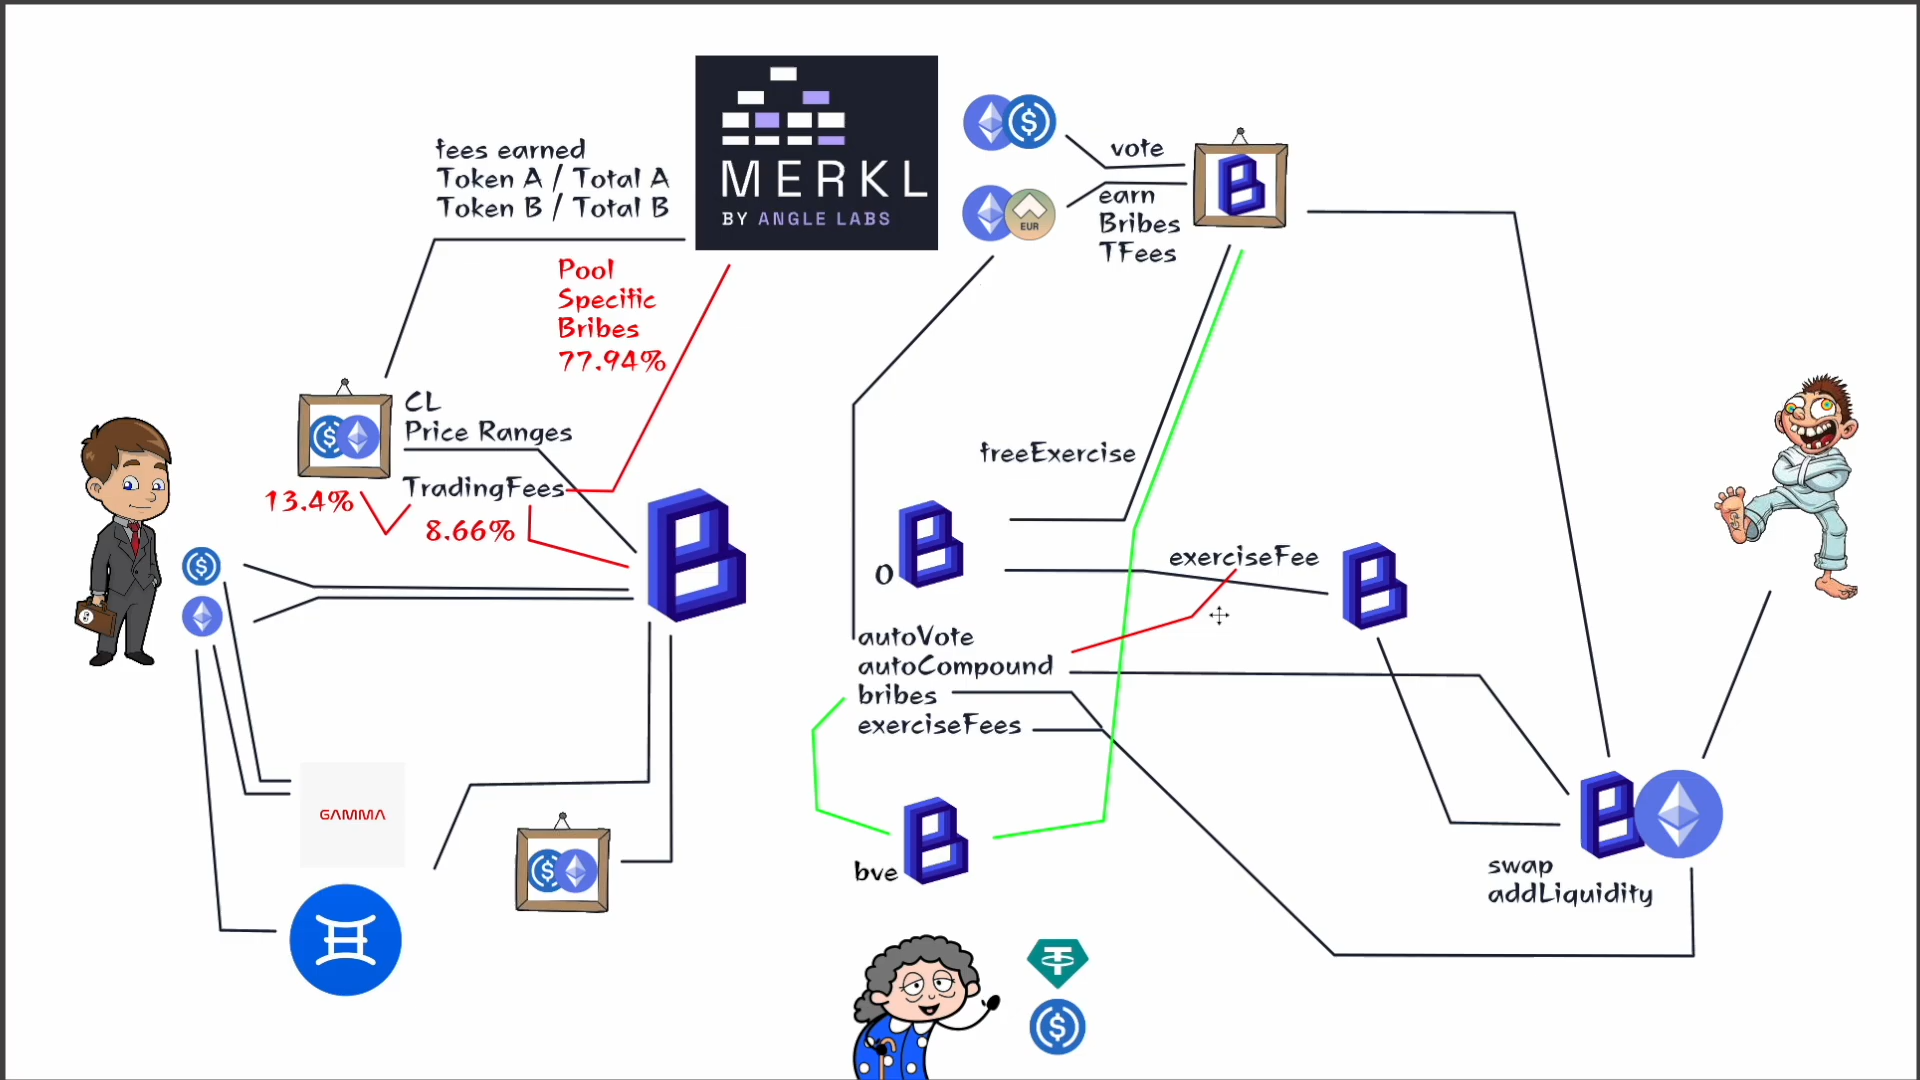 fees earned
Token A / Total A
Token B / Total B
MERKL
BY ANGLE LABS
vote
earn
Bribes
TFees
EUR
Pool
Specific
Bribes
77.94%
CL
Price Ranges
TradingFees
13.4%
8.66%
freeExercise
O
exerciseFee
autoVote
autoCompound
bribes
exerciseFees
bve
GAMMA
swap
addLiquidity